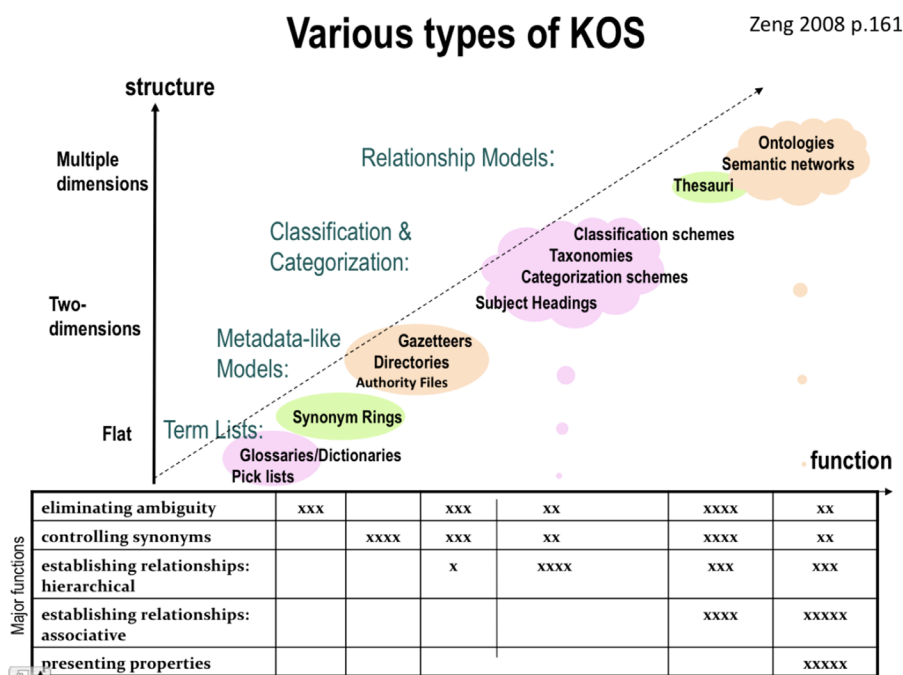 Various types of KOS
Zeng 2008 p.161
structure
Multiple
dimensions
Two-
dimensions
Flat
Relationship Models:
Ontologies
Semantic networks
Thesauri
Classification &
Categorization:
Classification schemes
Taxonomies
Categorization schemes
Subject Headings
Metadata-like
Models:
Gazetteers
Directories
Authority Files
Synonym Rings
Term Lists:
Glossaries/Dictionaries
Pick lists
function
Major functions
eliminating ambiguity xxx xxx xx xxxx xx
controlling synonyms xxxx xxx xx xxxx xx
establishing relationships:
hierarchical x xxxx xxx xxx
establishing relationships:
associative xxxx xxxxx
presenting properties xxxxx